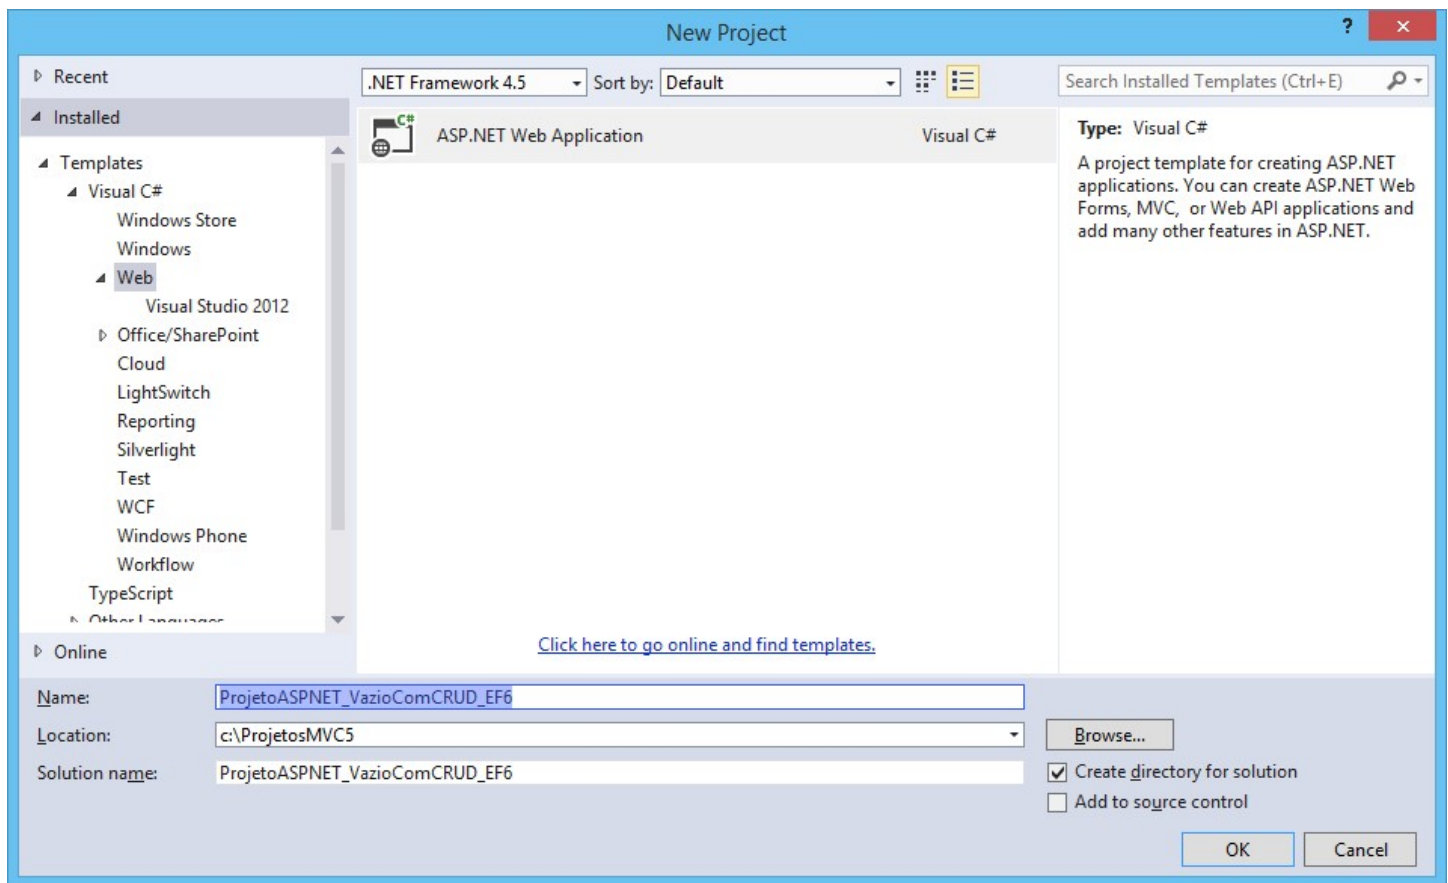 New Project
?
Recent
.NET Framework 4.5
Sort by: Default
Search Installed Templates (Ctrl+E)
Installed
Templates
Visual C#
Windows Store
Windows
Web
Visual Studio 2012
Office/SharePoint
Cloud
LightSwitch
Reporting
Silverlight
Test
WCF
Windows Phone
Workflow
TypeScript
Other Languages
Online
C#
ASP.NET Web Application Visual C#
Click here to go online and find templates.
Type: Visual C#
A project template for creating ASP.NET
applications. You can create ASP.NET Web
Forms, MVC, or Web API applications and
add many other features in ASP.NET.
Name: ProjetoASPNET_VazioComCRUD_EF6
Location: c:\ProjetosMVC5
Browse...
Solution name: ProjetoASPNET_VazioComCRUD_EF6
Create directory for solution
Add to source control
OK
Cancel